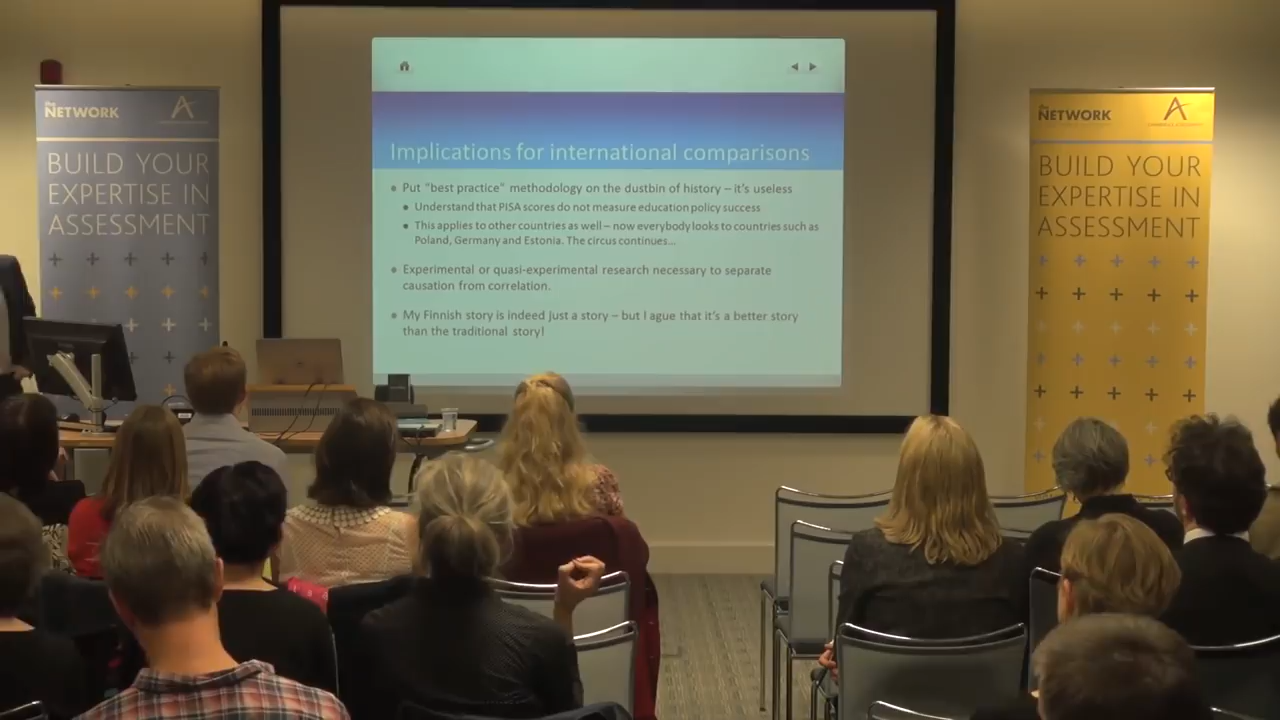 the
NETWORK
BUILD YOUR
EXPERTISE IN
ASSESSMENT
Implications for international comparisons
Put “best practice” methodology on the dustbin of history – it’s useless
Understand that PISA scores do not measure education policy success
This applies to other countries as well – now everybody looks to countries such as
Poland, Germany and Estonia. The circus continues…
Experimental or quasi-experimental research necessary to separate
causation from correlation.
My Finnish story is indeed just a story – but I ague that it’s a better story
than the traditional story!
the
NETWORK
BUILD YOUR
EXPERTISE IN
ASSESSMENT